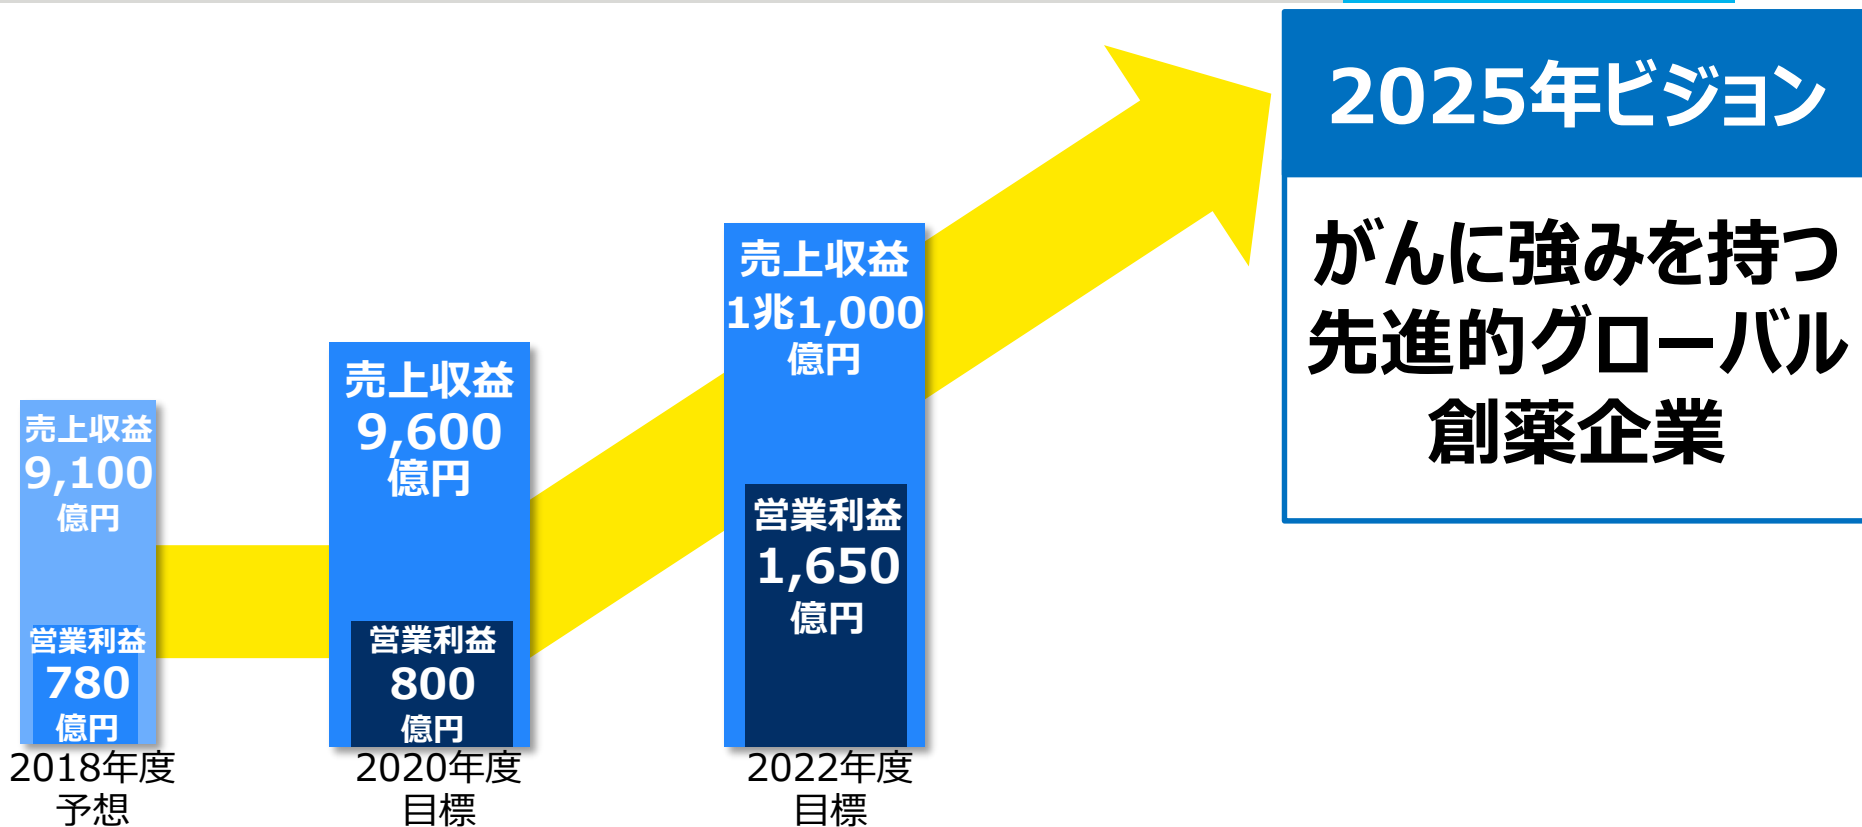 2025年ビジョン
がんに強みを持つ
先進的グローバル
創薬企業
売上収益
9,100
億円
営業利益
780
億円
2018年度
予想
売上収益
9,600
億円
営業利益
800
億円
2020年度
目標
売上収益
1兆1,000
億円
営業利益
1,650
億円
2022年度
目標